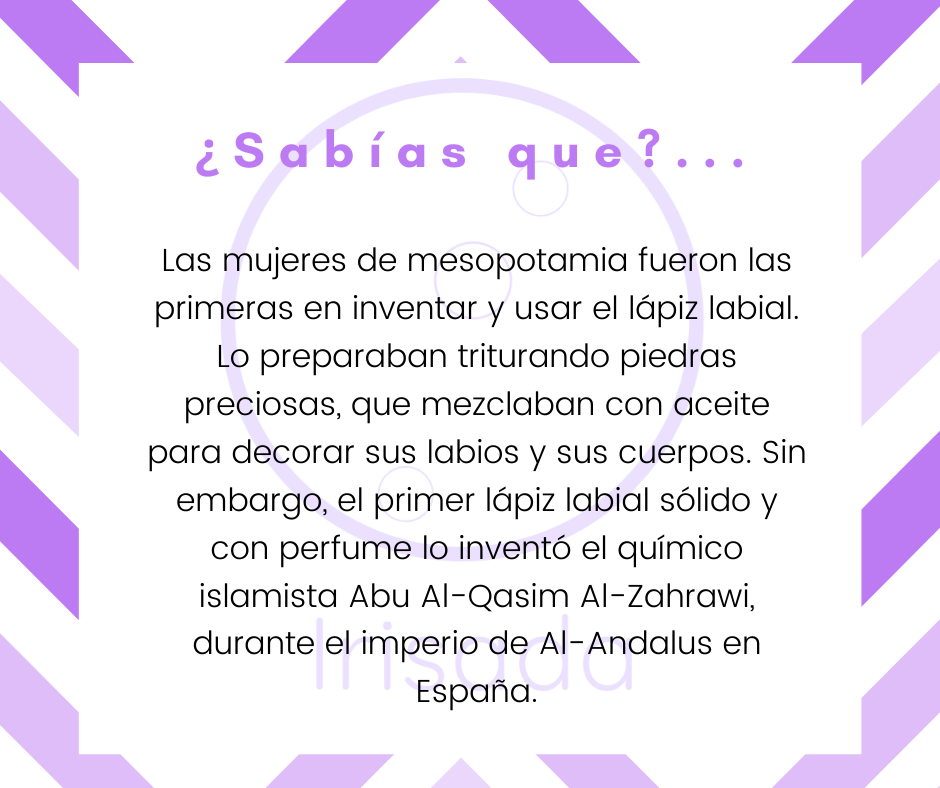 ¿Sabías que?...
Las mujeres de mesopotamia fueron las
primeras en inventar y usar el lápiz labial.
Lo preparaban triturando piedras
preciosas, que mezclaban con aceite
para decorar sus labios y sus cuerpos. Sin
embargo, el primer lápiz labial sólido y
con perfume lo inventó el químico
islamista Abu Al-Qasim Al-Zahrawi,
durante el imperio de Al-Andalus en
España.
Irisada